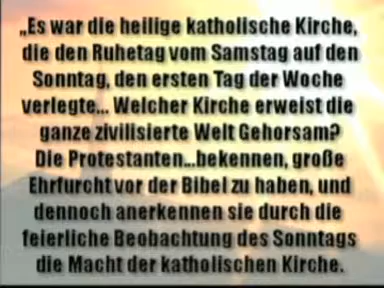 „Es war die heilige katholische Kirche,
die den Ruhetag vom Samstag auf den
Sonntag, den ersten Tag der Woche
verlegte... Welcher Kirche erweist die
ganze zivilisierte Welt Gehorsam?
Die Protestanten...bekennen, große
Ehrfurcht vor der Bibel zu haben, und
dennoch anerkennen sie durch die
feierliche Beobachtung des Sonntags
die Macht der katholischen Kirche.